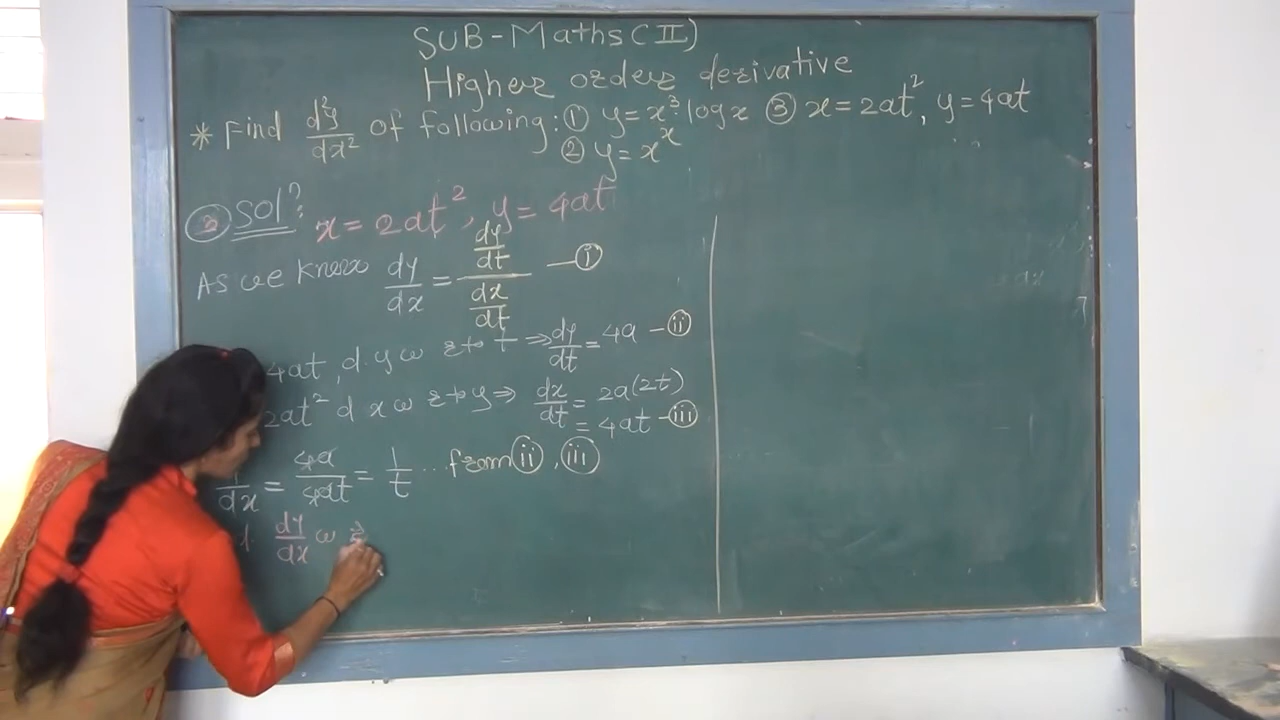 SUB-Maths(II)
Higher order derivative
* Find d²y/dx² of following: ① y = x³·log x ③ x = 2at², y = 4at
② y = x^x
③ Solⁿ: x = 2at², y = 4at
As we know dy/dx = (dy/dt)/(dx/dt) — ⓘ
4at, d. y w r to t ⇒ dy/dt = 4a — ⓘⓘ
2at² d x w r to y ⇒ dx/dt = 2a(2t)
= 4at — ⓘⓘⓘ
dx = 4a/4at = 1/t ... from ⓘⓘ, ⓘⓘⓘ
d. dy/dx w